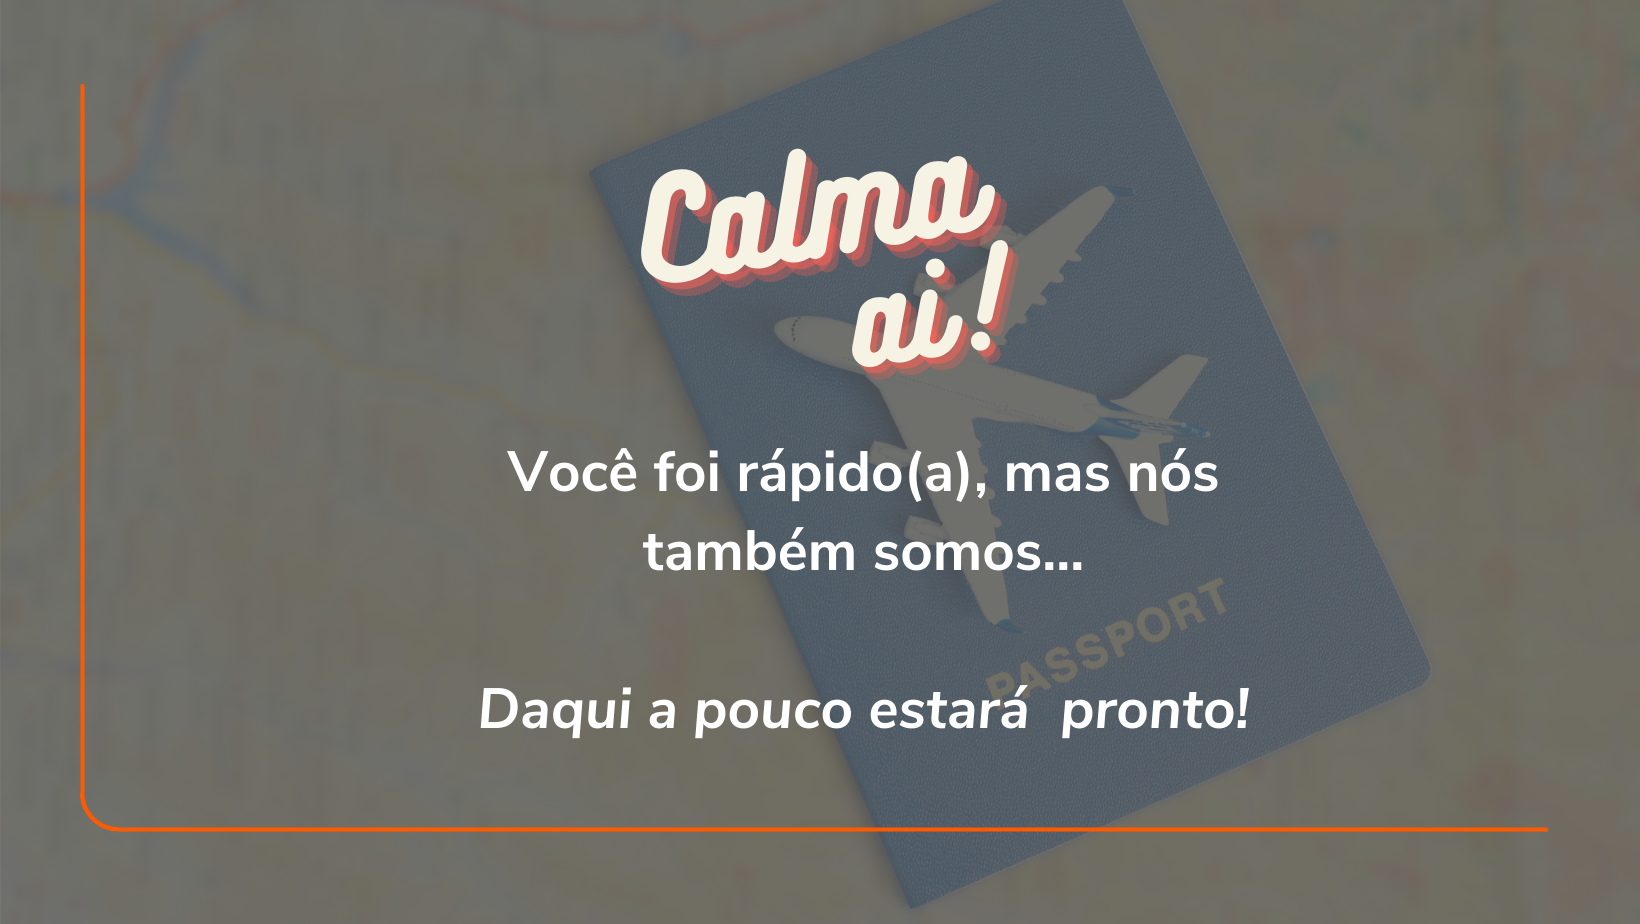 Calma
ai!
Você foi rápido(a), mas nós
também somos...
PASSPORT
Daqui a pouco estará  pronto!